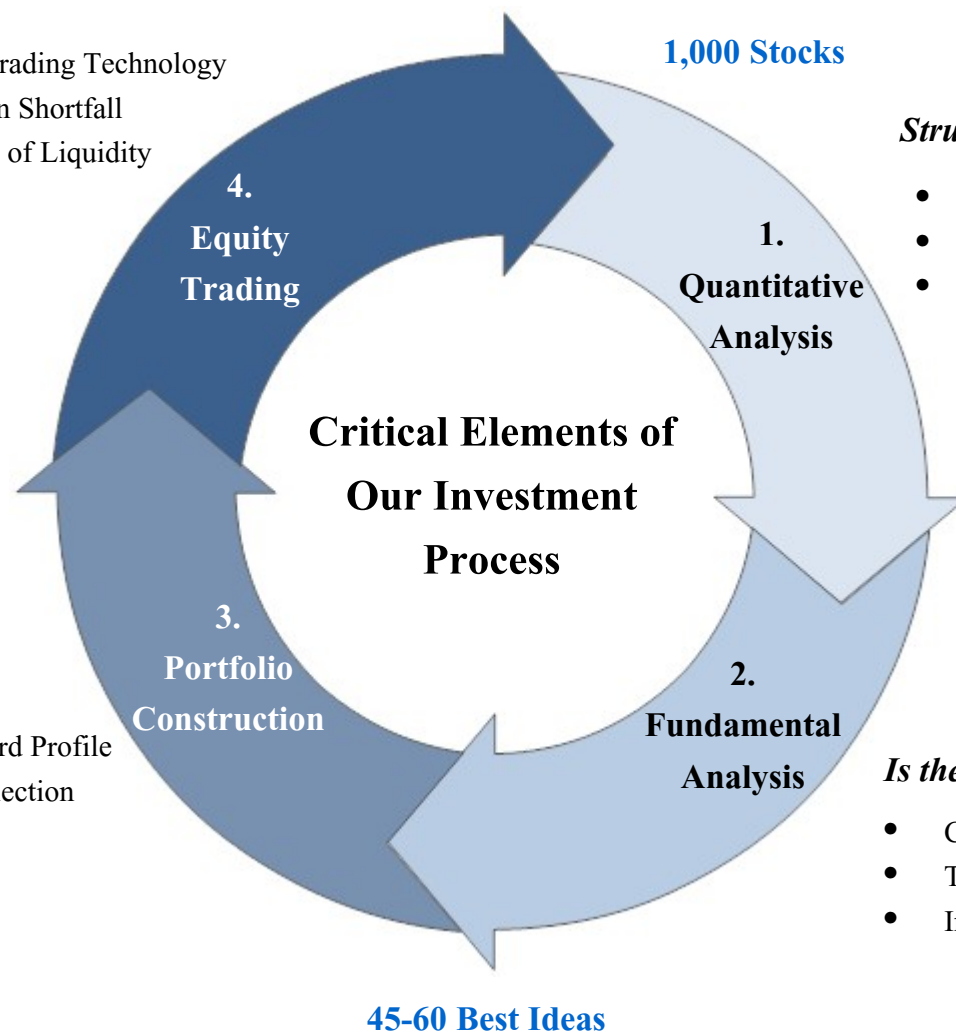 1,000 Stocks
rading Technology
n Shortfall
of Liquidity
Stru
4.
Equity
Trading
1.
Quantitative
Analysis
Critical Elements of
Our Investment
Process
3.
Portfolio
Construction
2.
Fundamental
Analysis
rd Profile
ection
Is the
•
•
•
• C
• T
• I
45-60 Best Ideas